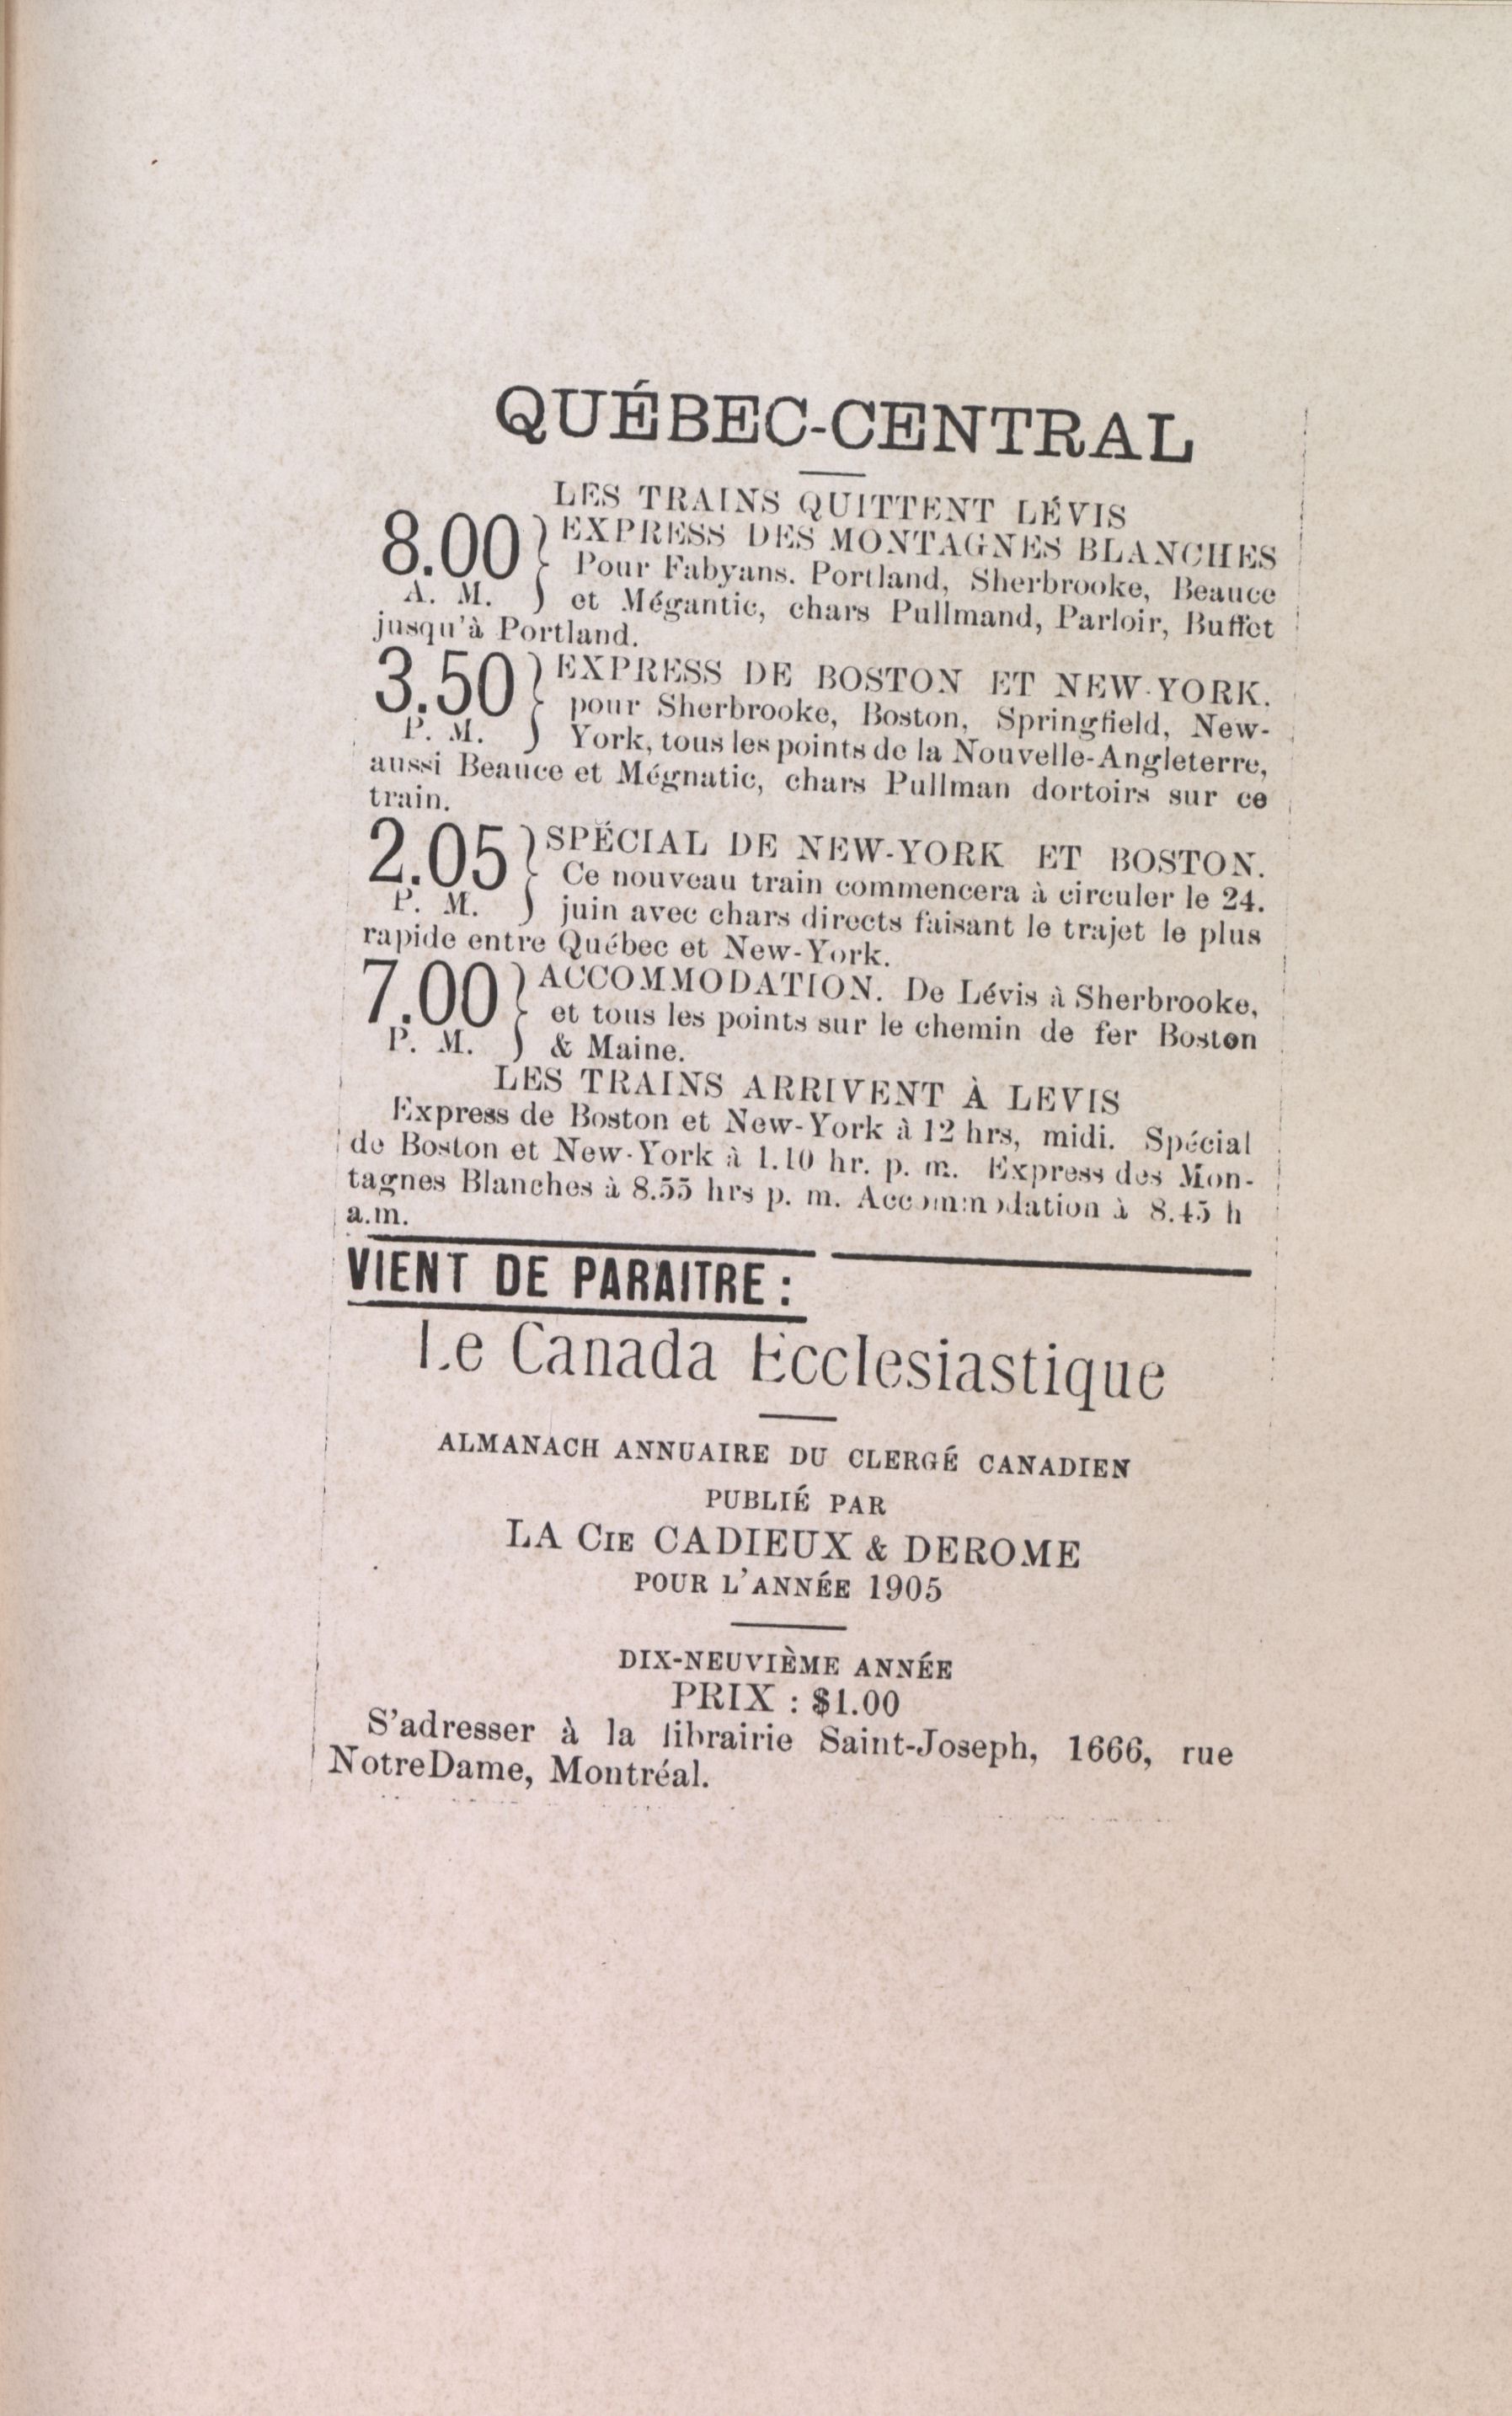 QUÉBEC-CENTRAL
LES TRAINS QUITTENT LÉVIS
8.00 A. M. } EXPRESS DES MONTAGNES BLANCHES
Pour Fabyans. Portland, Sherbrooke, Beauce
et Mégantic, chars Pullmand, Parloir, Buffet
jusqu'à Portland.
3.50 P. M. } EXPRESS DE BOSTON ET NEW-YORK.
pour Sherbrooke, Boston, Springfield, New-
York, tous les points de la Nouvelle-Angleterre,
aussi Beauce et Mégnatic, chars Pullman dortoirs sur ce
train.
2.05 P. M. } SPÉCIAL DE NEW-YORK ET BOSTON.
Ce nouveau train commencera à circuler le 24.
juin avec chars directs faisant le trajet le plus
rapide entre Québec et New-York.
7.00 P. M. } ACCOMMODATION. De Lévis à Sherbrooke,
et tous les points sur le chemin de fer Boston
& Maine.
LES TRAINS ARRIVENT À LEVIS
Express de Boston et New-York à 12 hrs, midi. Spécial
de Boston et New-York à 1.10 hr. p. m. Express des Mon-
tagnes Blanches à 8.55 hrs p. m. Accommodation à 8.45 h
a.m.
VIENT DE PARAITRE :
Le Canada Ecclesiastique
ALMANACH ANNUAIRE DU CLERGÉ CANADIEN
PUBLIÉ PAR
LA CIE CADIEUX & DEROME
POUR L'ANNÉE 1905
DIX-NEUVIÈME ANNÉE
PRIX : $1.00
S'adresser à la librairie Saint-Joseph, 1666, rue
NotreDame, Montréal.